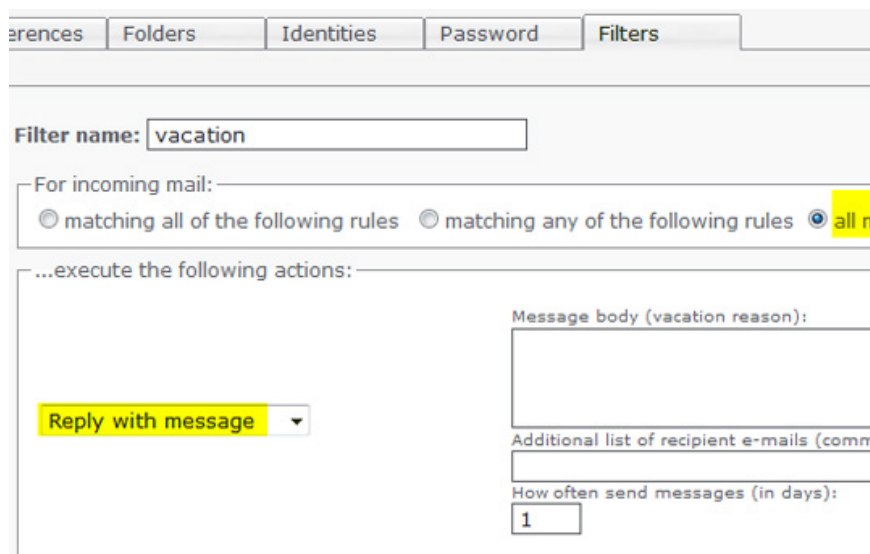 erences Folders Identities Password Filters
Filter name: vacation
For incoming mail:
matching all of the following rules matching any of the following rules all m
...execute the following actions:
Message body (vacation reason):
Reply with message
Additional list of recipient e-mails (comm
How often send messages (in days):
1